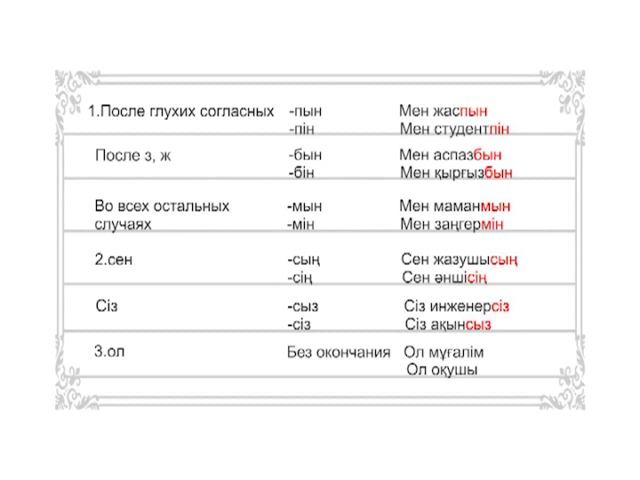 1.После глухих согласных -пын Мен жаспын
-пін Мен студентпін
После з, ж -бын Мен аспазбын
-бін Мен қырғызбын
Во всех остальных -мын Мен маманмын
случаях -мін Мен заңгермін
2.сен -сың Сен жазушысың
-сің Сен әншісің
Сіз -сыз Сіз инженерсіз
-сіз Сіз ақынсыз
3.ол Без окончания Ол мұғалім
Ол оқушы